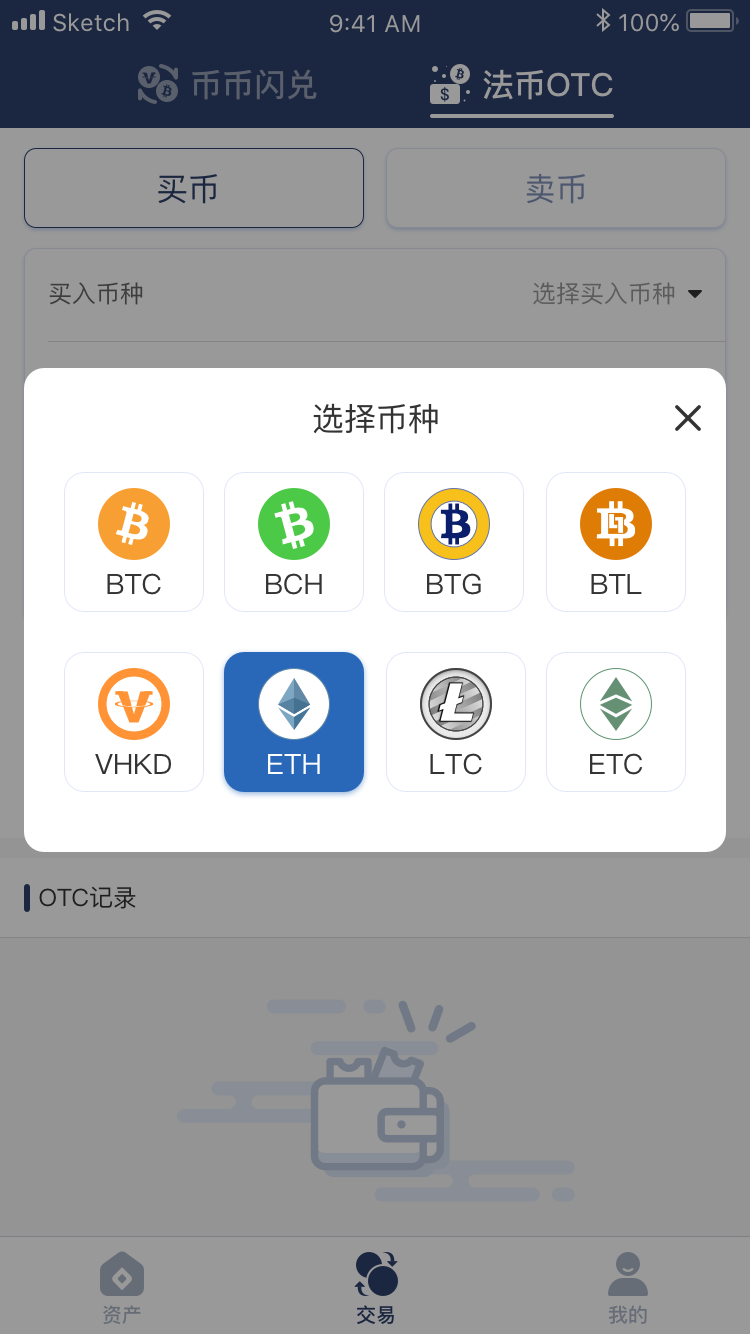 Sketch 9:41 AM 100%
币币闪兑 法币OTC
买币 卖币
买入币种 选择买入币种
选择币种
BTC BCH BTG BTL
VHKD ETH LTC ETC
OTC记录
资产 交易 我的